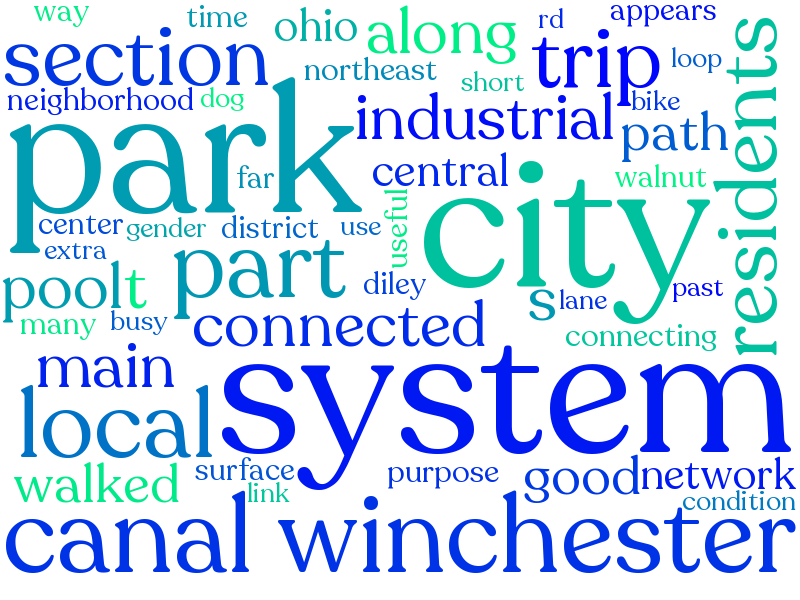 way
time
ohio
along
rd
appears
section
northeast
short
trip
loop
residents
neighborhood
dog
industrial
bike
path
park
far
central
walnut
city
center
gender
district
use
useful
extra
part
pool
t
diley
s
lane
past
many
busy
connected
connecting
main
system
local
walked
surface
link
purpose
good
network
condition
canal winchester